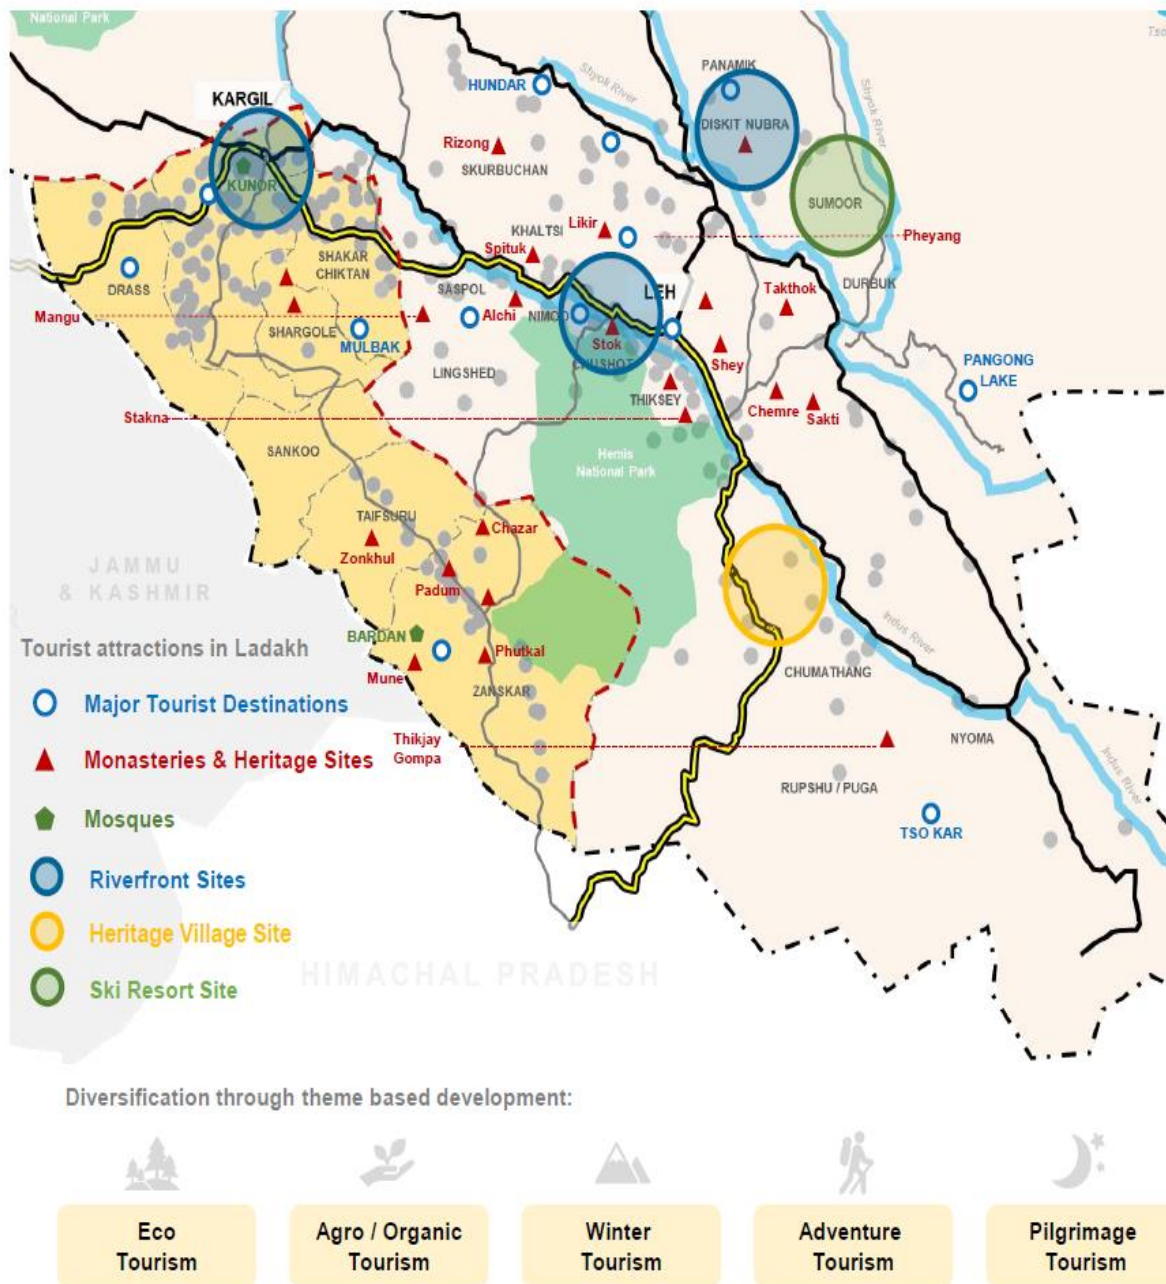 National Park
Tso
PANAMIK
HUNDAR
Shyok River
Shyok River
KARGIL
DISKIT NUBRA
Rizong
SKURBUCHAN
KUNOR
SUMOOR
KHALTSI
Likir
Pheyang
Spituk
SHAKAR
CHIKTAN
DRASS
SASPOL
LEH
Takthok
DURBUK
Mangu
Alchi
NIMOO
SHARGOLE
MULBAK
Stok
Shey
PANGONG
LAKE
CHUSHOT
LINGSHED
THIKSEY
Chemre
Sakti
Stakna
SANKOO
Hemis
National Park
TAIFSURU
Chazar
Zonkhul
JAMMU
& KASHMIR
Padum
Indus River
BARDAN
Phutkal
Mune
ZANSKAR
CHUMATHANG
Thikjay
Gompa
NYOMA
Indus River
RUPSHU / PUGA
TSO KAR
Tourist attractions in Ladakh
Major Tourist Destinations
Monasteries & Heritage Sites
Mosques
Riverfront Sites
Heritage Village Site
Ski Resort Site
HIMACHAL PRADESH
Diversification through theme based development:
Eco
Tourism
Agro / Organic
Tourism
Winter
Tourism
Adventure
Tourism
Pilgrimage
Tourism